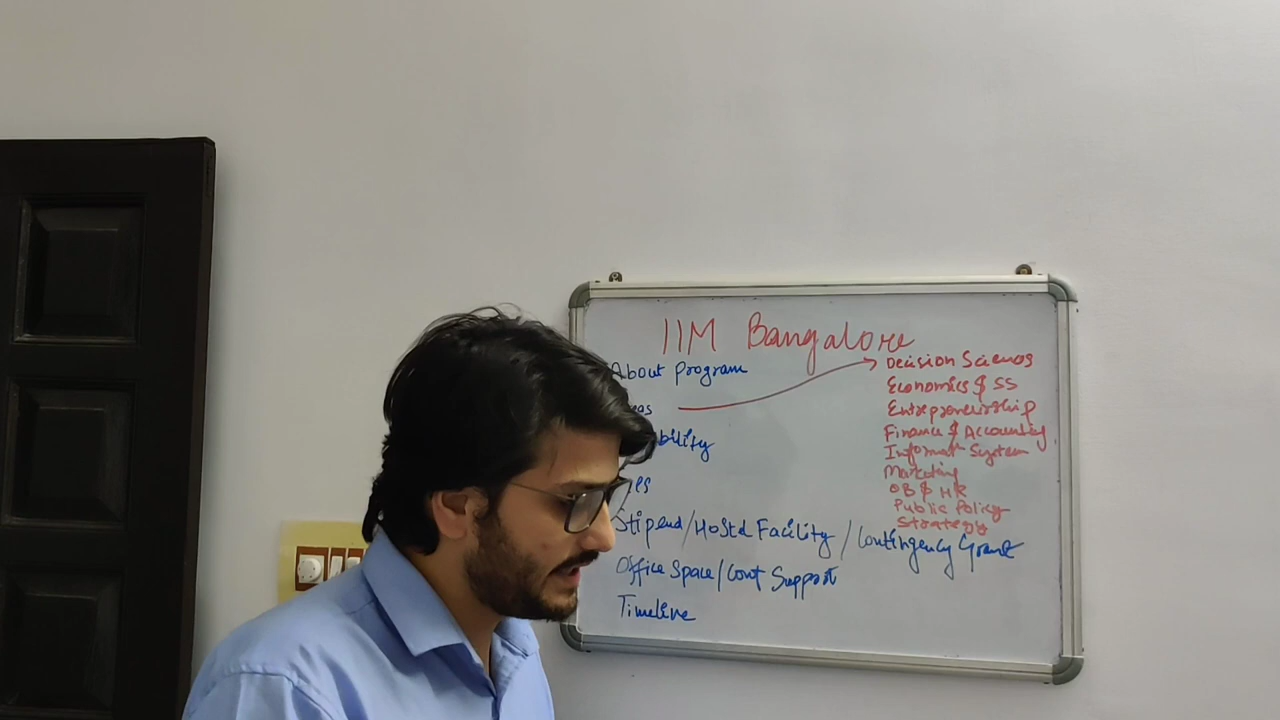 IIM Bangalore
About program
Stipend/Hostel Facility / Contingency Grant
Office Space/Conf Support
Timeline
Decision Sciences
Economics & SS
Entrepreneurship
Finance & Accounting
Informat System
Marketing
OB & HR
Public Policy
Strategy